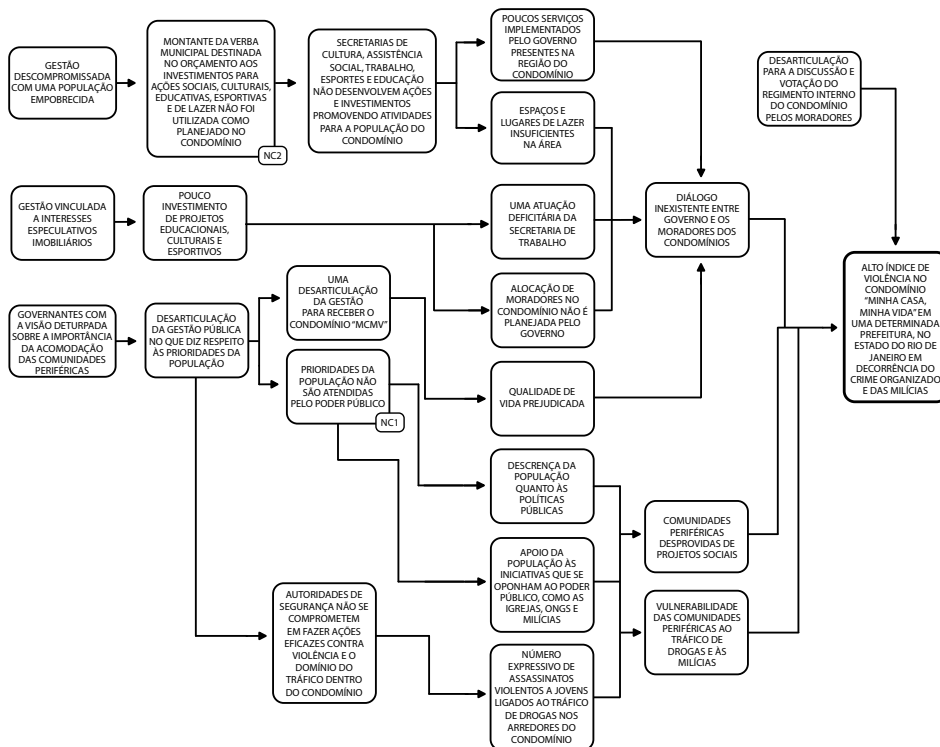 GESTÃO
DESCOMPROMISSADA
COM UMA POPULAÇÃO
EMPOBRECIDA
MONTANTE DA VERBA
MUNICIPAL DESTINADA
NO ORÇAMENTO AOS
INVESTIMENTOS PARA
AÇÕES SOCIAIS, CULTURAIS,
EDUCATIVAS, ESPORTIVAS
E DE LAZER NÃO FOI
UTILIZADA COMO
PLANEJADO NO
CONDOMÍNIO
NC2
SECRETARIAS DE
CULTURA, ASSISTÊNCIA
SOCIAL, TRABALHO,
ESPORTES E EDUCAÇÃO
NÃO DESENVOLVEM AÇÕES
E INVESTIMENTOS
PROMOVENDO ATIVIDADES
PARA A POPULAÇÃO DO
CONDOMÍNIO
POUCOS SERVIÇOS
IMPLEMENTADOS
PELO GOVERNO
PRESENTES NA
REGIÃO DO
CONDOMÍNIO
ESPAÇOS E
LUGARES DE LAZER
INSUFICIENTES
NA ÁREA
DESARTICULAÇÃO
PARA A DISCUSSÃO E
VOTAÇÃO DO
REGIMENTO INTERNO
DO CONDOMÍNIO
PELOS MORADORES
GESTÃO VINCULADA
A INTERESSES
ESPECULATIVOS
IMOBILIÁRIOS
POUCO
INVESTIMENTO
DE PROJETOS
EDUCACIONAIS,
CULTURAIS E
ESPORTIVOS
UMA ATUAÇÃO
DEFICITÁRIA DA
SECRETARIA DE
TRABALHO
DIÁLOGO
INEXISTENTE ENTRE
GOVERNO E OS
MORADORES DOS
CONDOMÍNIOS
GOVERNANTES COM
A VISÃO DETURPADA
SOBRE A IMPORTÂNCIA
DA ACOMODAÇÃO
DAS COMUNIDADES
PERIFÉRICAS
DESARTICULAÇÃO
DA GESTÃO PÚBLICA
NO QUE DIZ RESPEITO
ÀS PRIORIDADES DA
POPULAÇÃO
UMA
DESARTICULAÇÃO
DA GESTÃO
PARA RECEBER O
CONDOMÍNIO “MCMV”
ALOCAÇÃO DE
MORADORES NO
CONDOMÍNIO NÃO É
PLANEJADA PELO
GOVERNO
ALTO ÍNDICE DE
VIOLÊNCIA NO
CONDOMÍNIO
“MINHA CASA,
MINHA VIDA” EM
UMA DETERMINADA
PREFEITURA, NO
ESTADO DO RIO DE
JANEIRO EM
DECORRÊNCIA DO
CRIME ORGANIZADO
E DAS MILÍCIAS
PRIORIDADES DA
POPULAÇÃO NÃO
SÃO ATENDIDAS
PELO PODER PÚBLICO
NC1
QUALIDADE DE
VIDA PREJUDICADA
DESCRENÇA DA
POPULAÇÃO
QUANTO ÀS
POLÍTICAS
PÚBLICAS
COMUNIDADES
PERIFÉRICAS
DESPROVIDAS DE
PROJETOS SOCIAIS
APOIO DA
POPULAÇÃO ÀS
INICIATIVAS QUE SE
OPONHAM AO PODER
PÚBLICO, COMO AS
IGREJAS, ONGS E
MILÍCIAS
AUTORIDADES DE
SEGURANÇA NÃO SE
COMPROMETEM
EM FAZER AÇÕES
EFICAZES CONTRA
VIOLÊNCIA E O
DOMÍNIO DO
TRÁFICO DENTRO
DO CONDOMÍNIO
VULNERABILIDADE
DAS COMUNIDADES
PERIFÉRICAS AO
TRÁFICO DE
DROGAS E ÀS
MILÍCIAS
NÚMERO
EXPRESSIVO DE
ASSASSINATOS
VIOLENTOS A JOVENS
LIGADOS AO TRÁFICO
DE DROGAS NOS
ARREDORES DO
CONDOMÍNIO